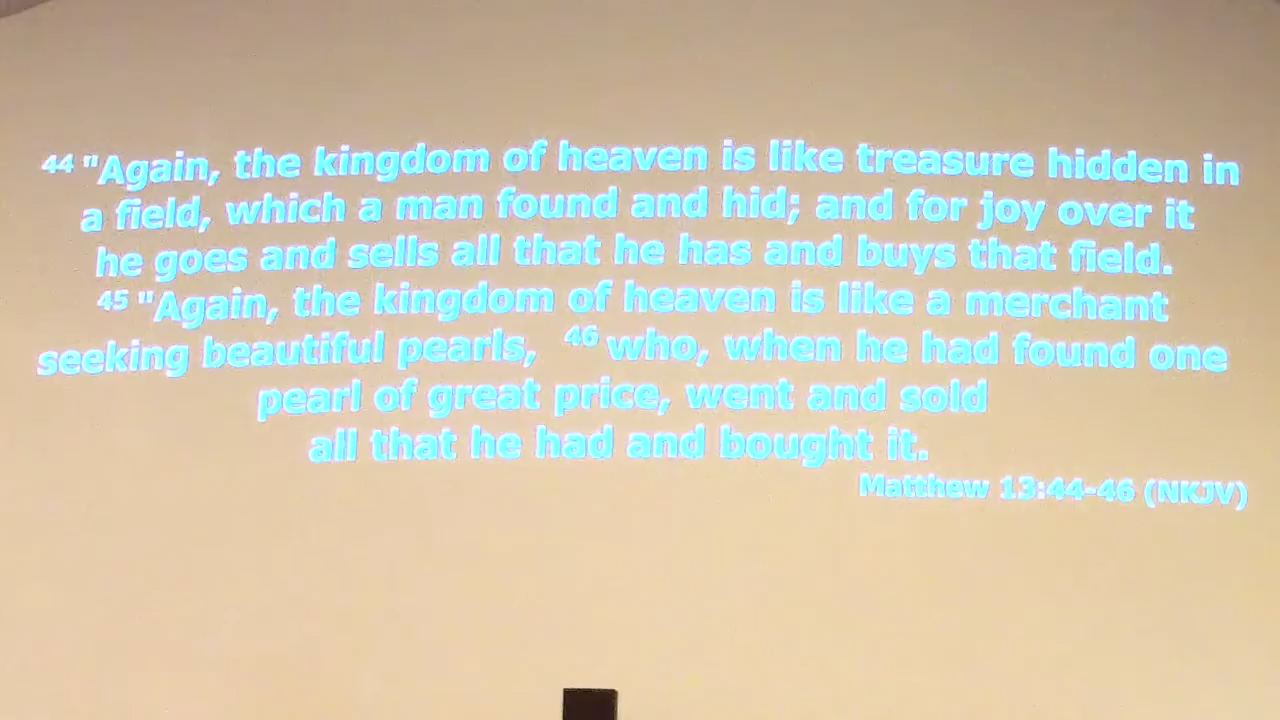 44 "Again, the kingdom of heaven is like treasure hidden in
a field, which a man found and hid; and for joy over it
he goes and sells all that he has and buys that field.
45 "Again, the kingdom of heaven is like a merchant
seeking beautiful pearls, 46 who, when he had found one
pearl of great price, went and sold
all that he had and bought it.
Matthew 13:44-46 (NKJV)